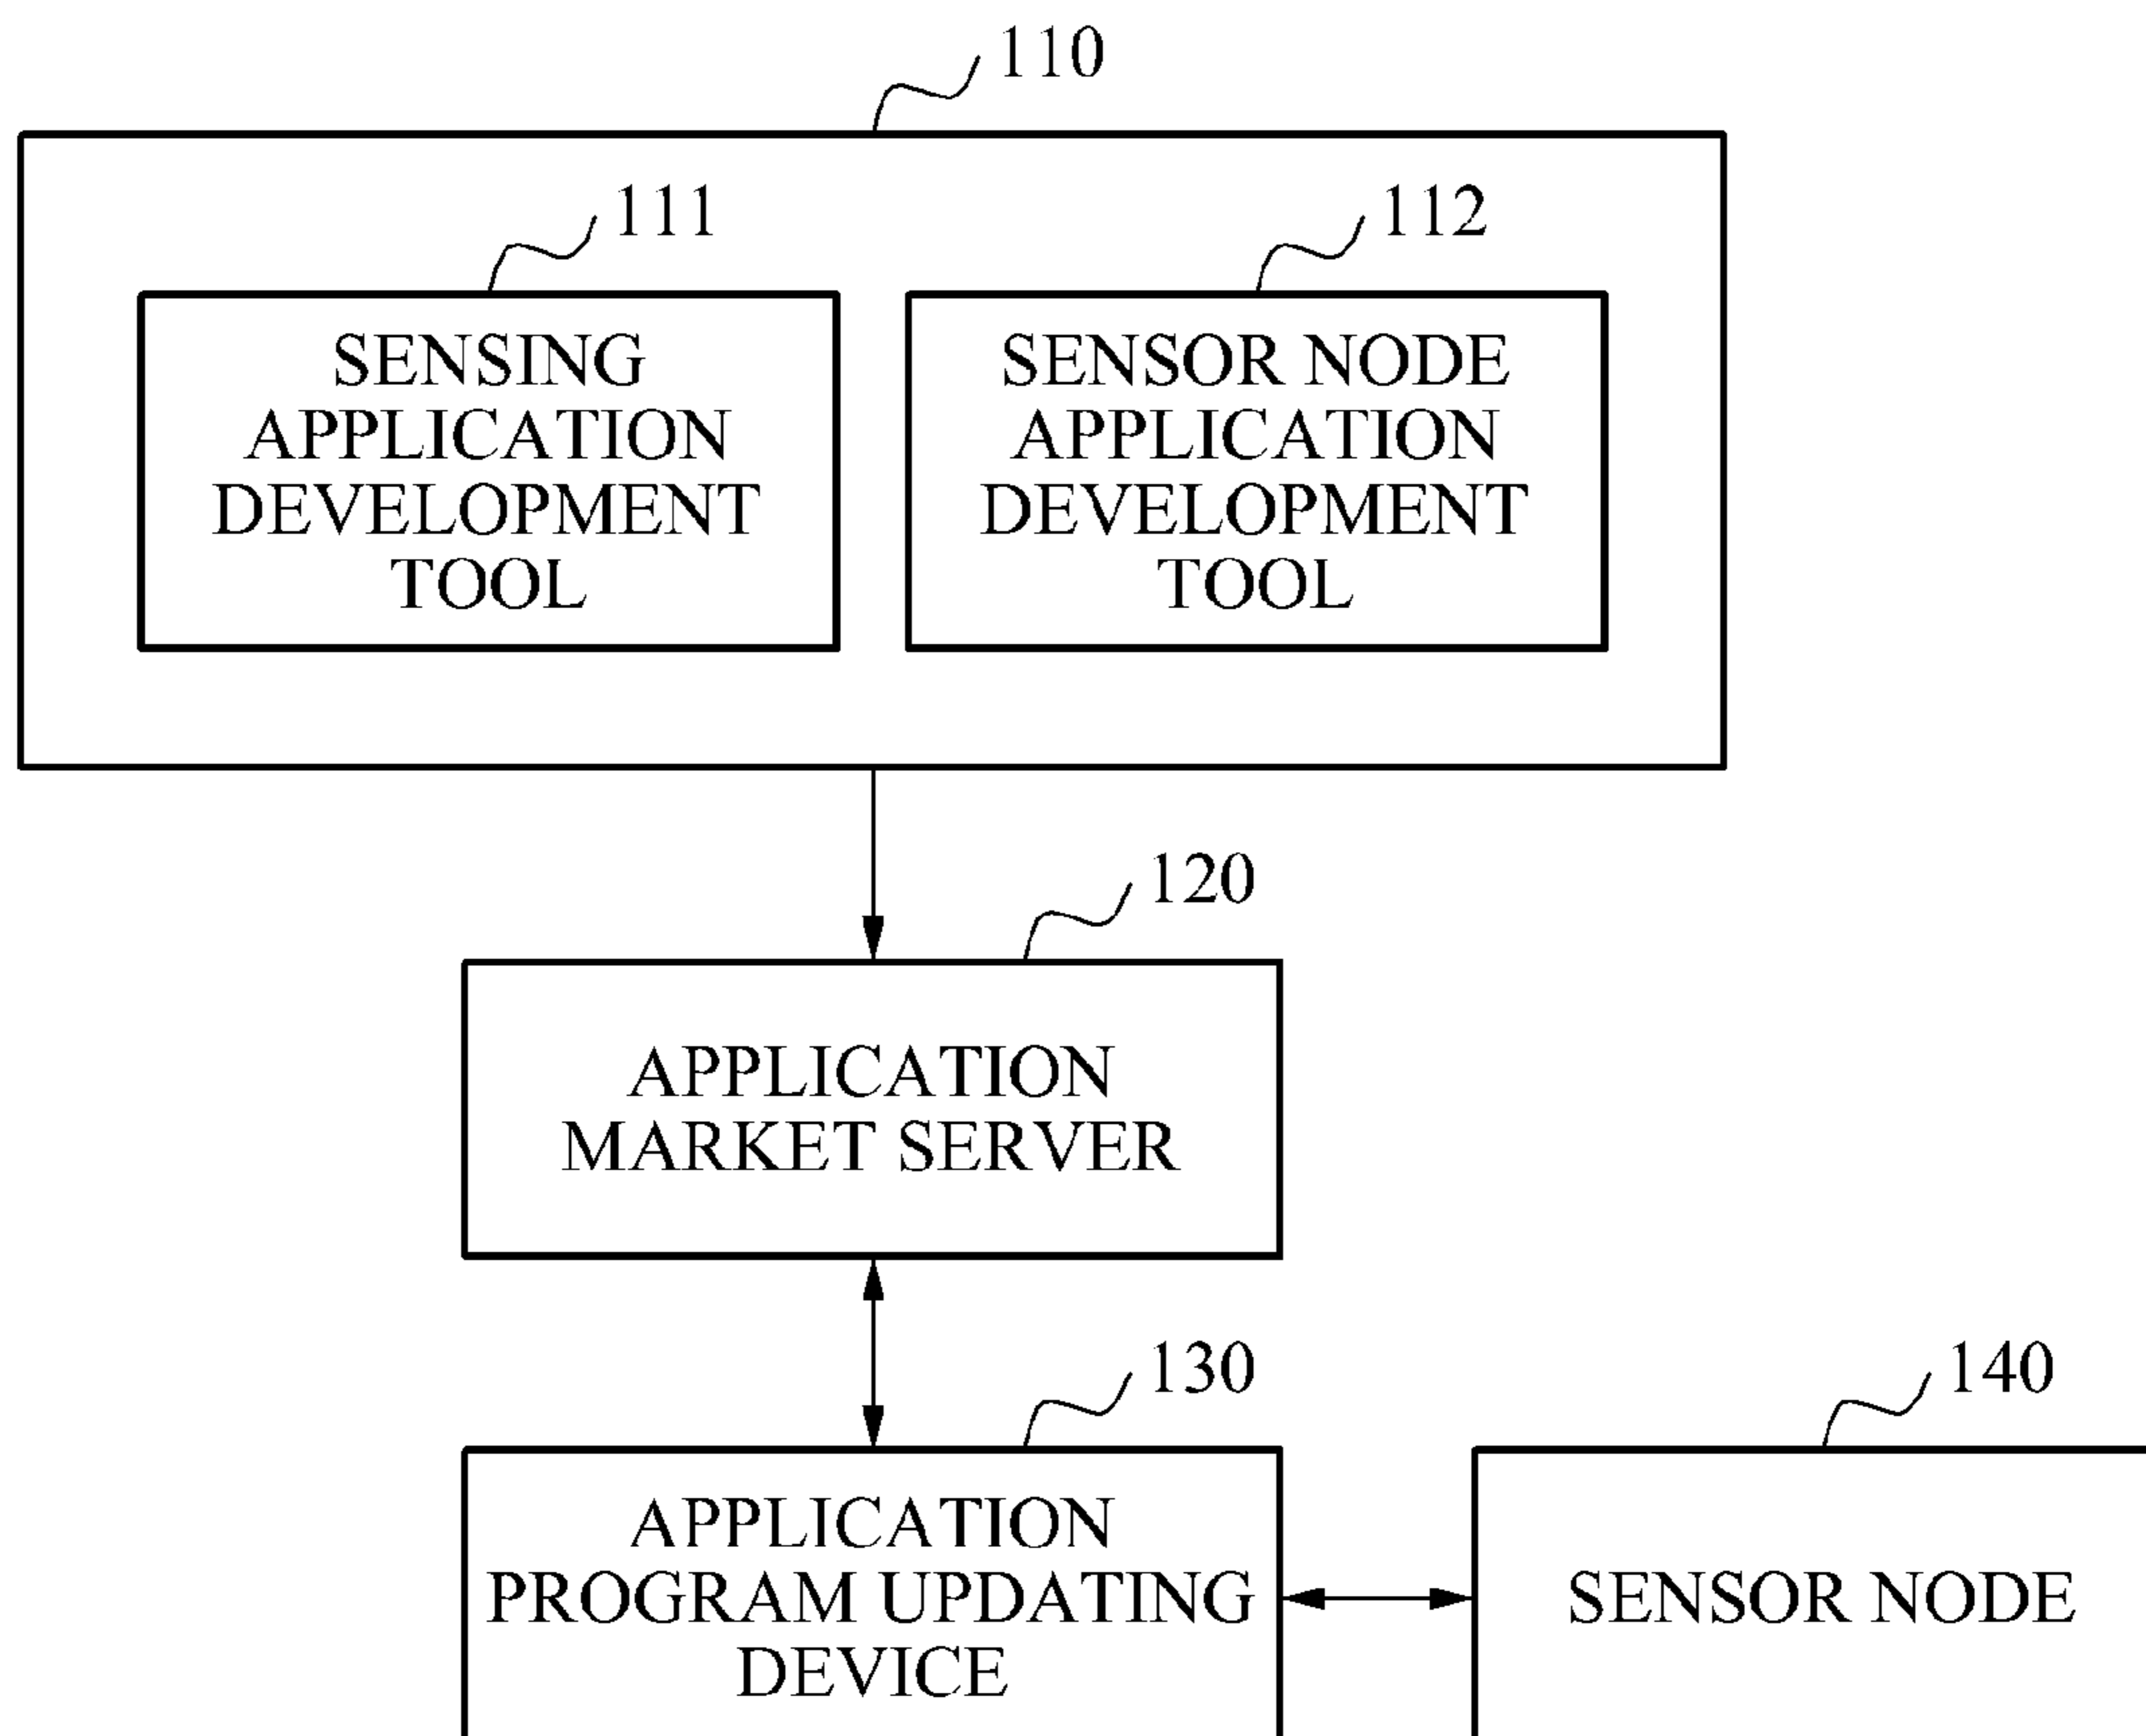 110
111
112
SENSING
APPLICATION
DEVELOPMENT
TOOL
SENSOR NODE
APPLICATION
DEVELOPMENT
TOOL
120
APPLICATION
MARKET SERVER
130
APPLICATION
PROGRAM UPDATING
DEVICE
140
SENSOR NODE